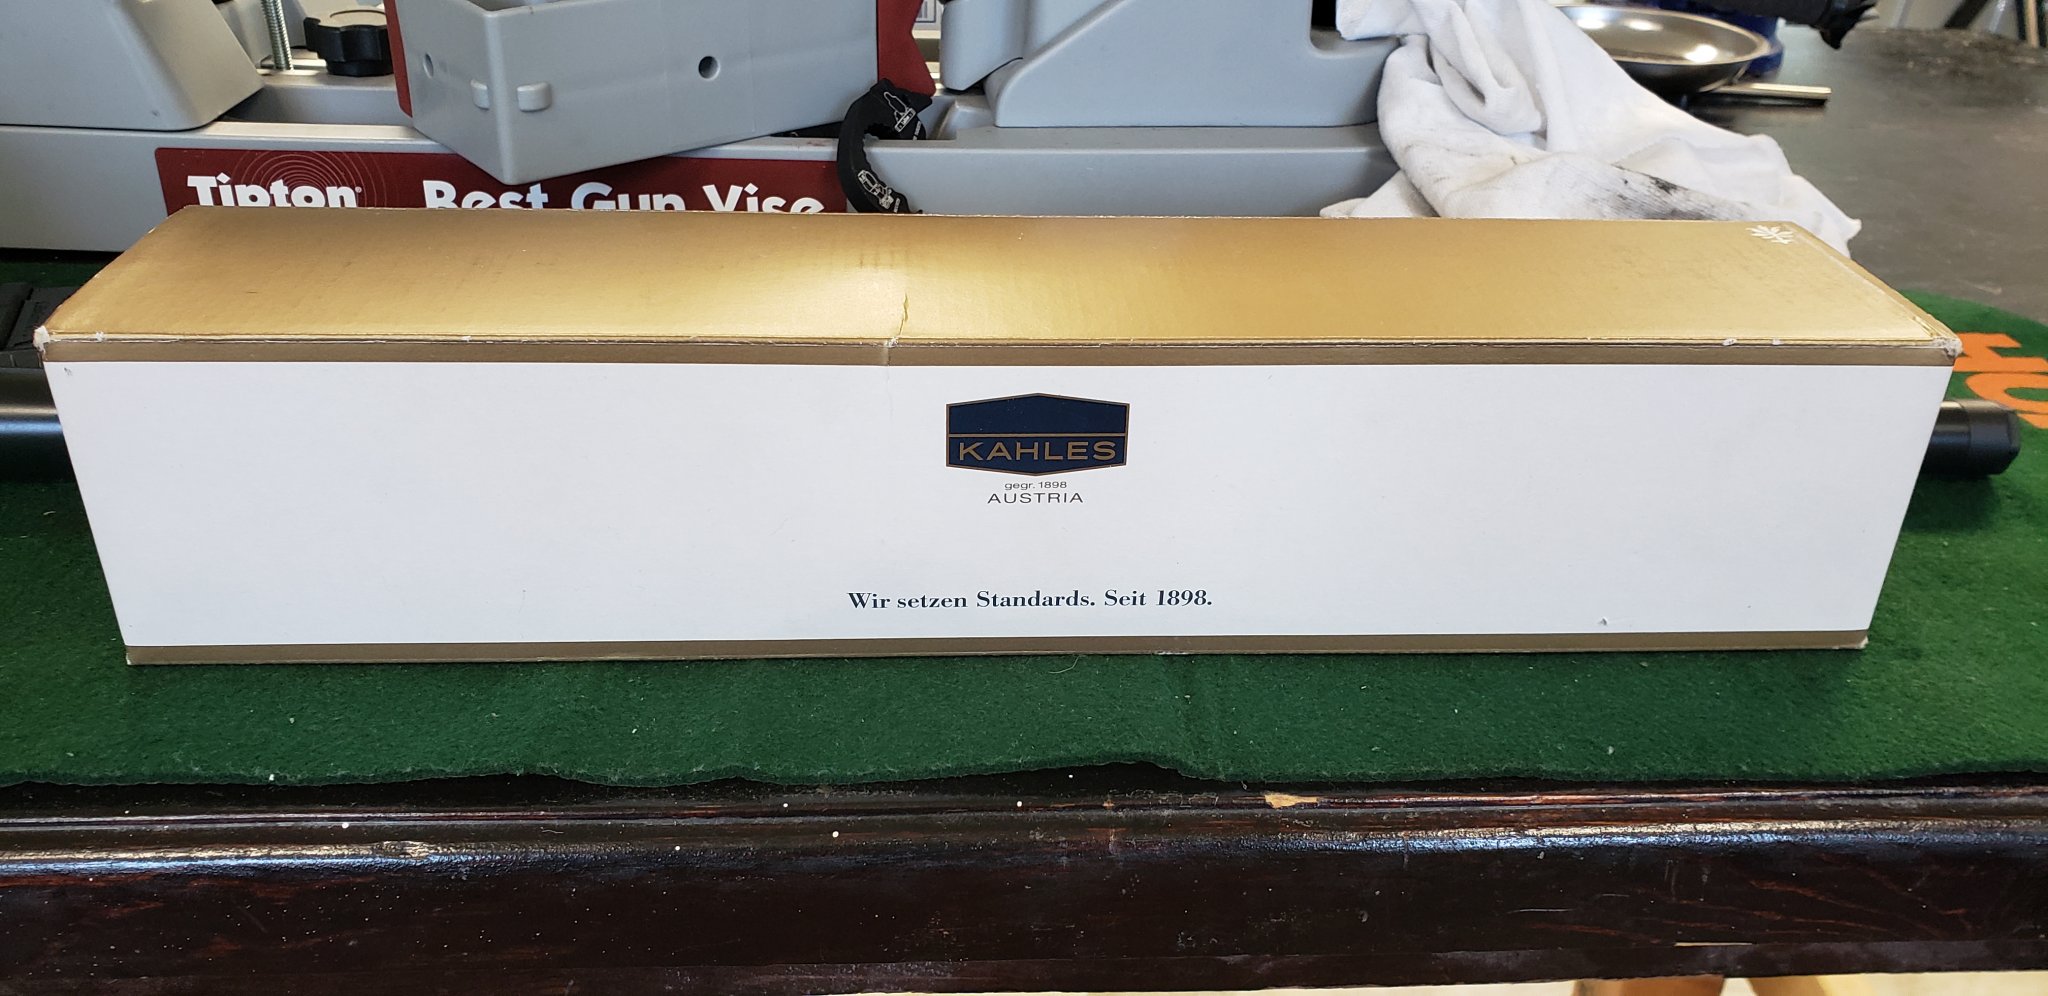 Tipton
Best Gun Vise
KAHLES
gegr. 1898
AUSTRIA
Wir setzen Standards. Seit 1898.